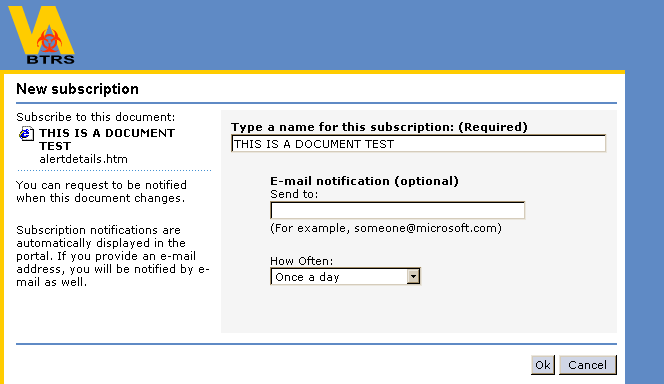 VA
BTRS
New subscription
Subscribe to this document:
THIS IS A DOCUMENT
TEST
alertdetails.htm
You can request to be notified
when this document changes.
Subscription notifications are
automatically displayed in the
portal. If you provide an e-mail
address, you will be notified by e-
mail as well.
Type a name for this subscription: (Required)
THIS IS A DOCUMENT TEST
E-mail notification (optional)
Send to:
(For example, someone@microsoft.com)
How Often:
Once a day
Ok
Cancel